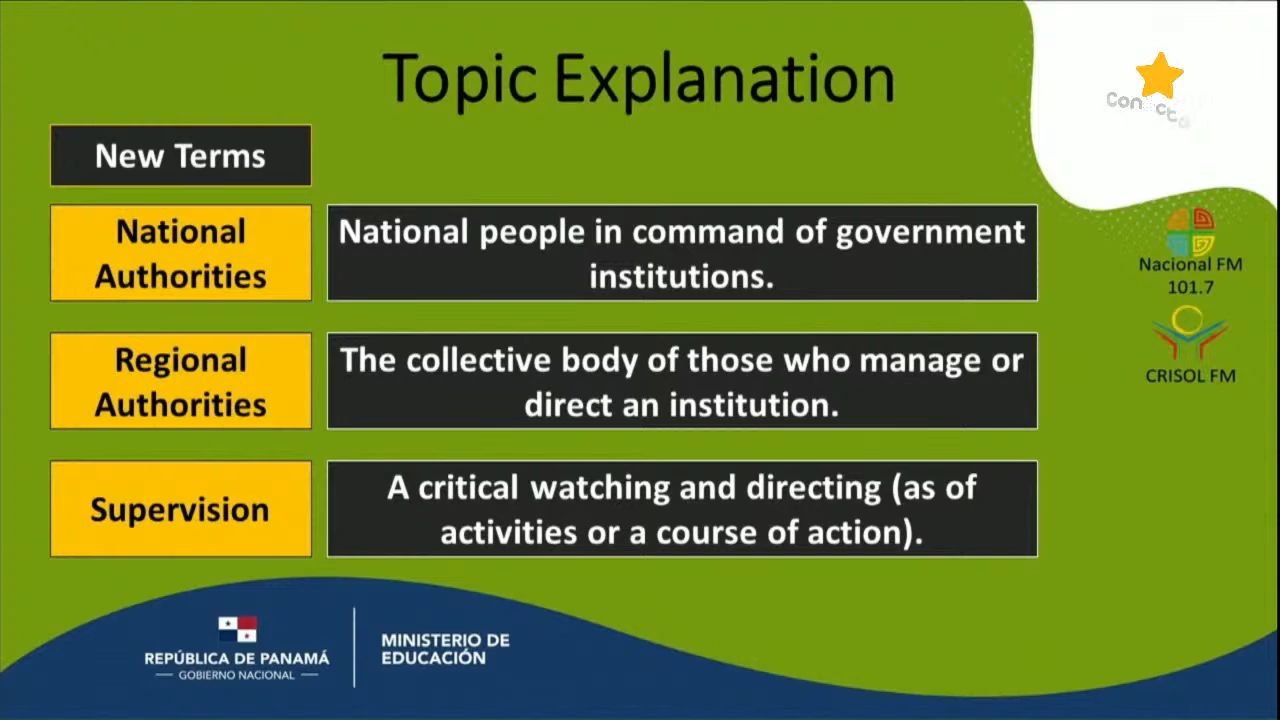 Topic Explanation
New Terms
National
Authorities
National people in command of government
institutions.
Regional
Authorities
The collective body of those who manage or
direct an institution.
Supervision
A critical watching and directing (as of
activities or a course of action).
Nacional FM
101.7
CRISOL FM
REPÚBLICA DE PANAMÁ
GOBIERNO NACIONAL
MINISTERIO DE
EDUCACIÓN